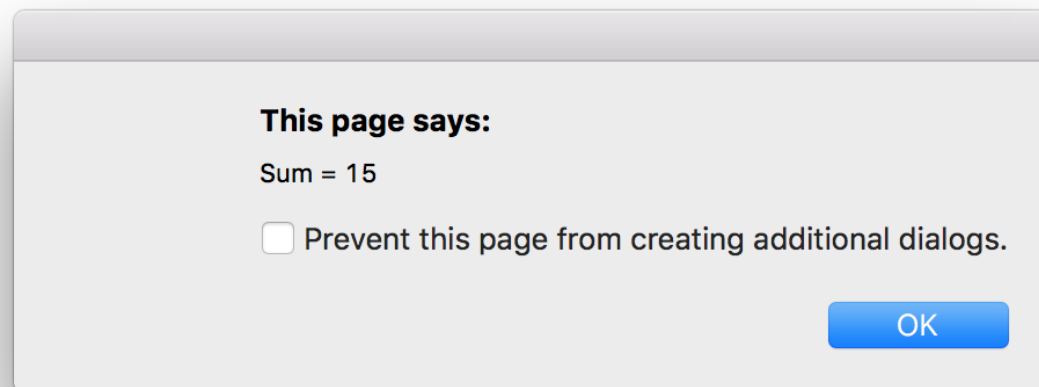 This page says:
Sum = 15
Prevent this page from creating additional dialogs.
OK